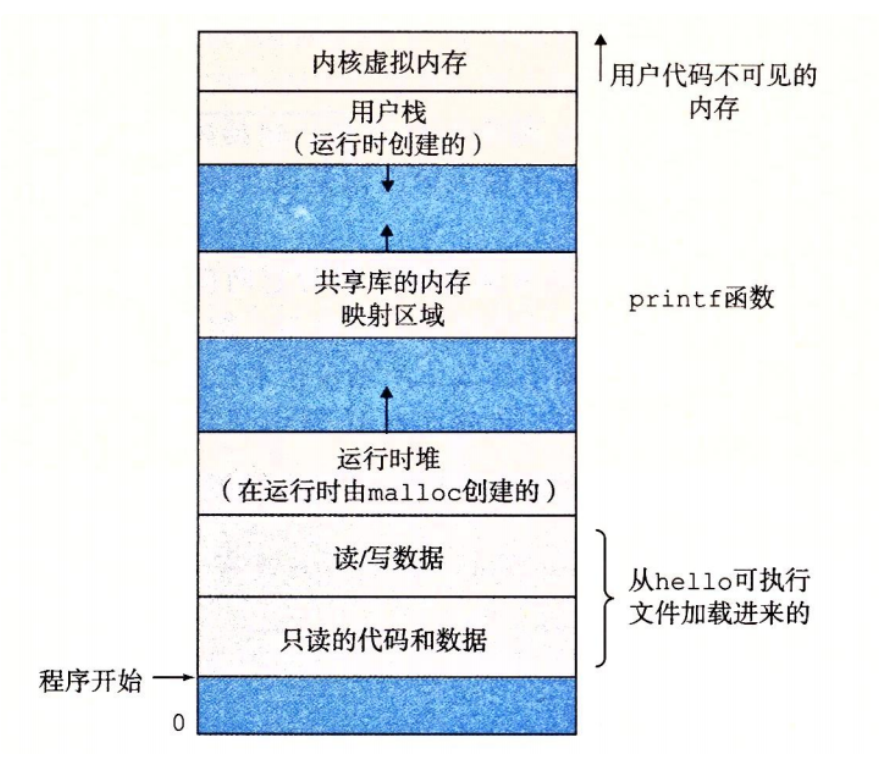 内核虚拟内存
用户代码不可见的
内存
用户栈
（运行时创建的）
共享库的内存
映射区域
printf函数
运行时堆
（在运行时由malloc创建的）
读/写数据
只读的代码和数据
从hello可执行
文件加载进来的
程序开始
0